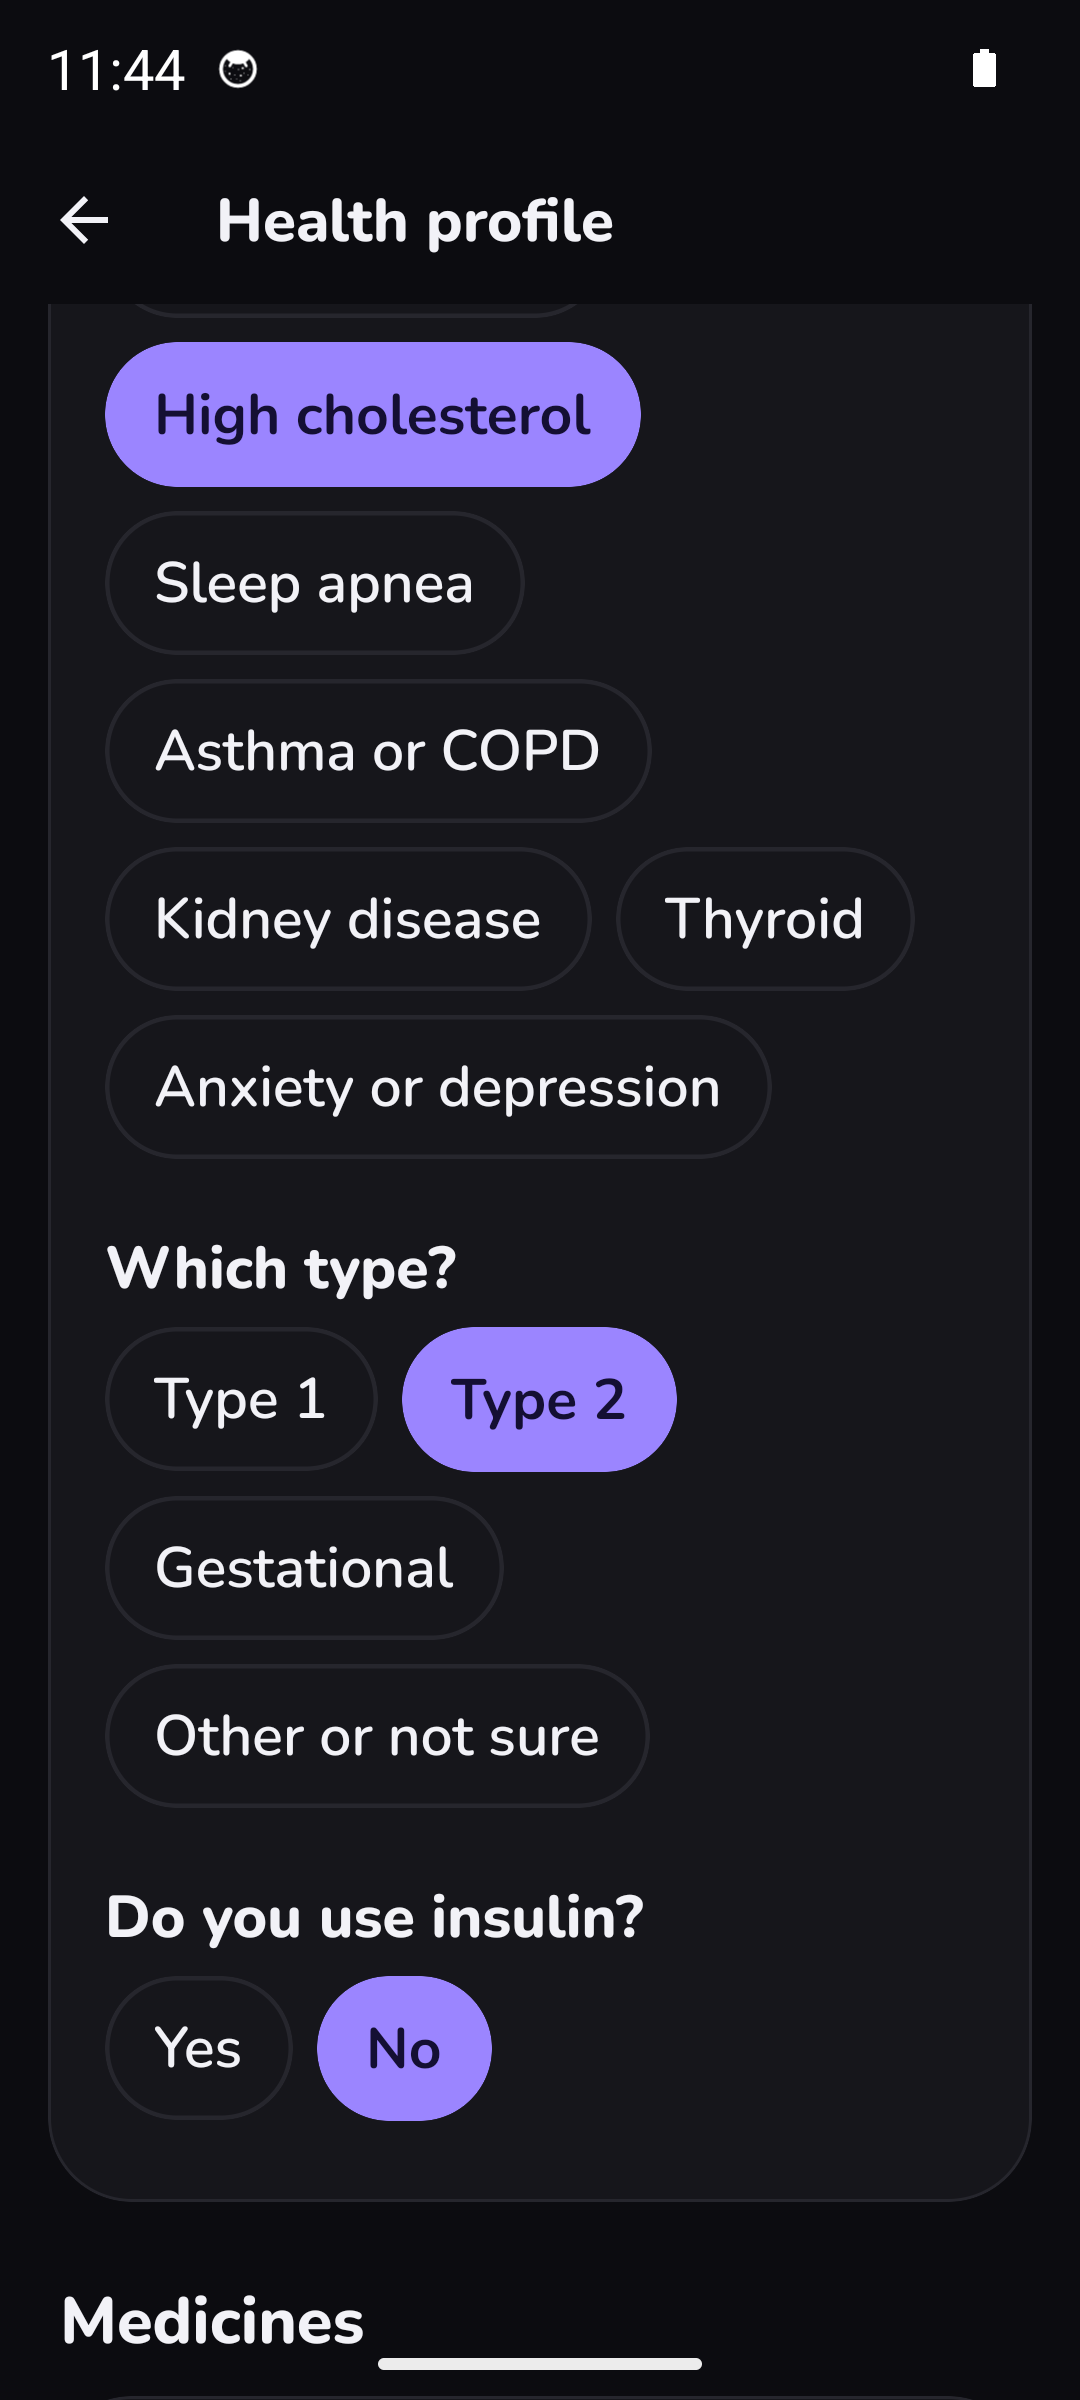 11:44
Health profile
High cholesterol
Sleep apnea
Asthma or COPD
Kidney disease Thyroid
Anxiety or depression
Which type?
Type 1 Type 2
Gestational
Other or not sure
Do you use insulin?
Yes No
Medicines